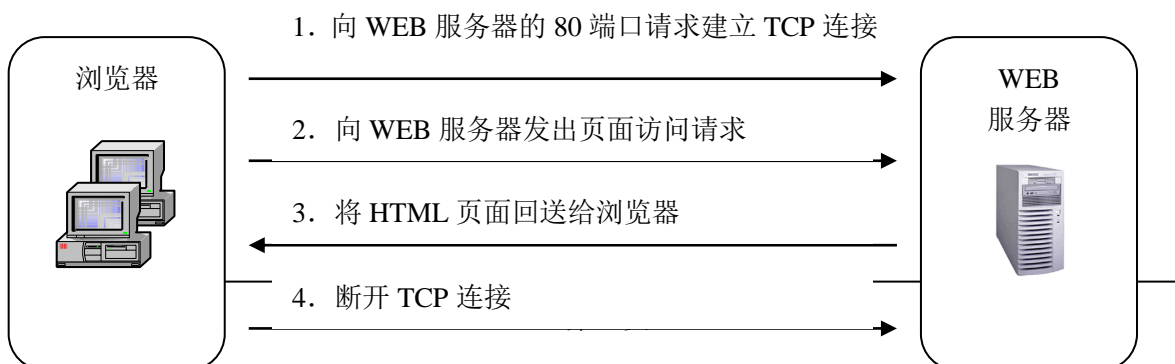 1．向 WEB 服务器的 80 端口请求建立 TCP 连接
浏览器
WEB
服务器
2．向 WEB 服务器发出页面访问请求
3．将 HTML 页面回送给浏览器
4．断开 TCP 连接